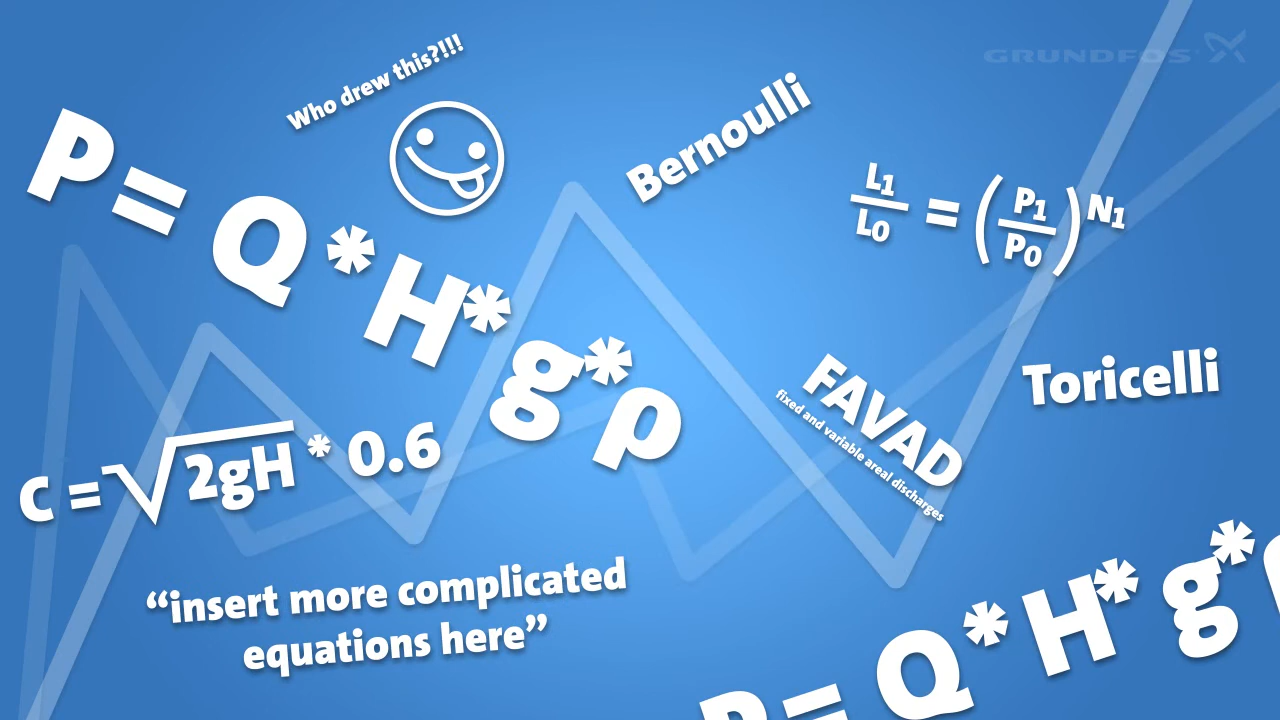 GRUNDFOS
Who drew this?!!!
P = Q * H * g * ρ
Bernoulli
L1/L0 = (P1/P0)N1
Toricelli
FAVAD
fixed and variable areal discharges
C = √2gH * 0.6
“insert more complicated
equations here”
P = Q * H * g *